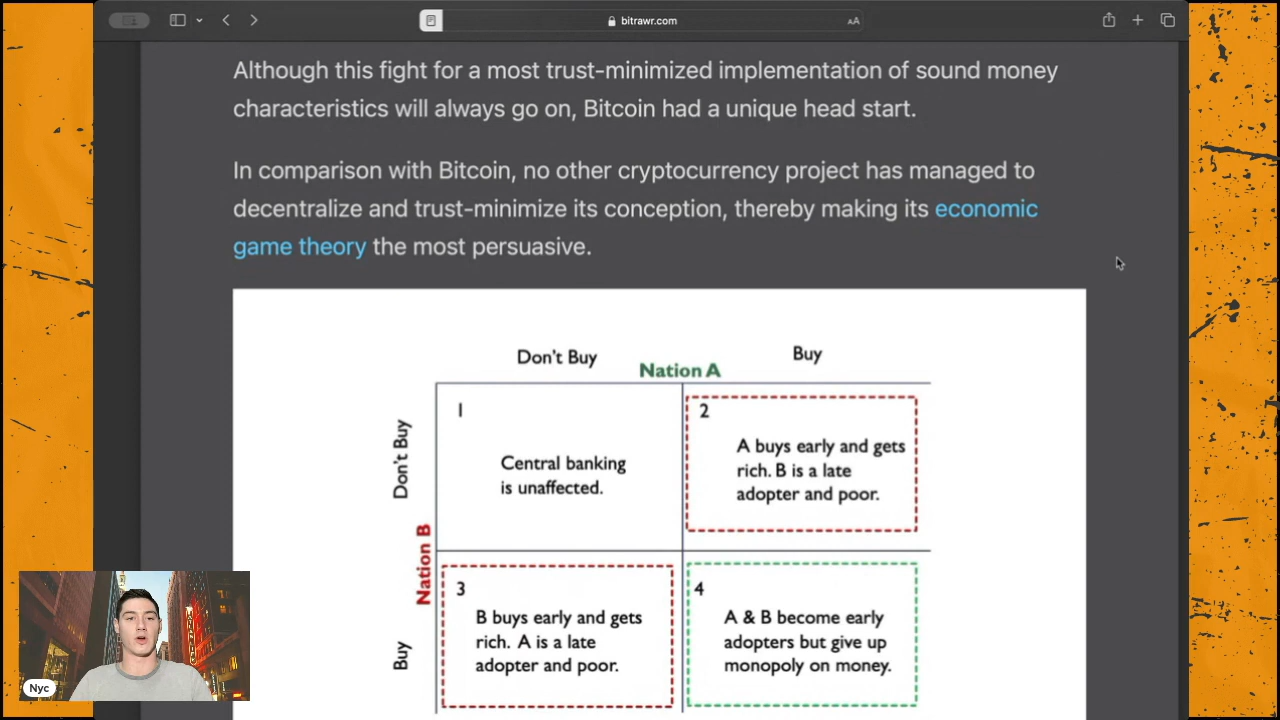 bitrawr.com
AA
Although this fight for a most trust-minimized implementation of sound money
characteristics will always go on, Bitcoin had a unique head start.
In comparison with Bitcoin, no other cryptocurrency project has managed to
decentralize and trust-minimize its conception, thereby making its economic
game theory the most persuasive.
Don't Buy
Nation A
Buy
Don't Buy
Nation B
Buy
1
Central banking
is unaffected.
2
A buys early and gets
rich. B is a late
adopter and poor.
3
B buys early and gets
rich. A is a late
adopter and poor.
4
A & B become early
adopters but give up
monopoly on money.
Nyc